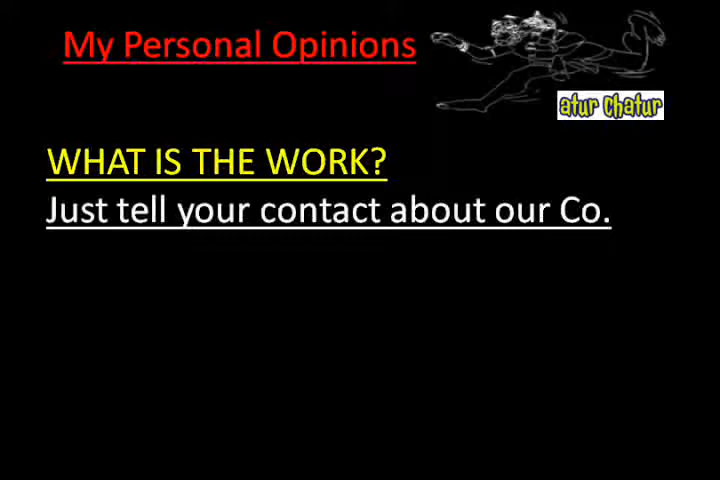 My Personal Opinions
atur chatur
WHAT IS THE WORK?
Just tell your contact about our Co.